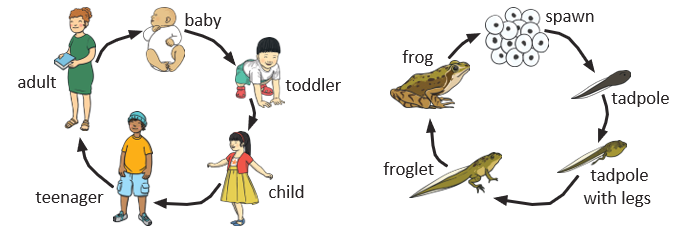 baby
toddler
child
teenager
adult
spawn
tadpole
tadpole
with legs
froglet
frog